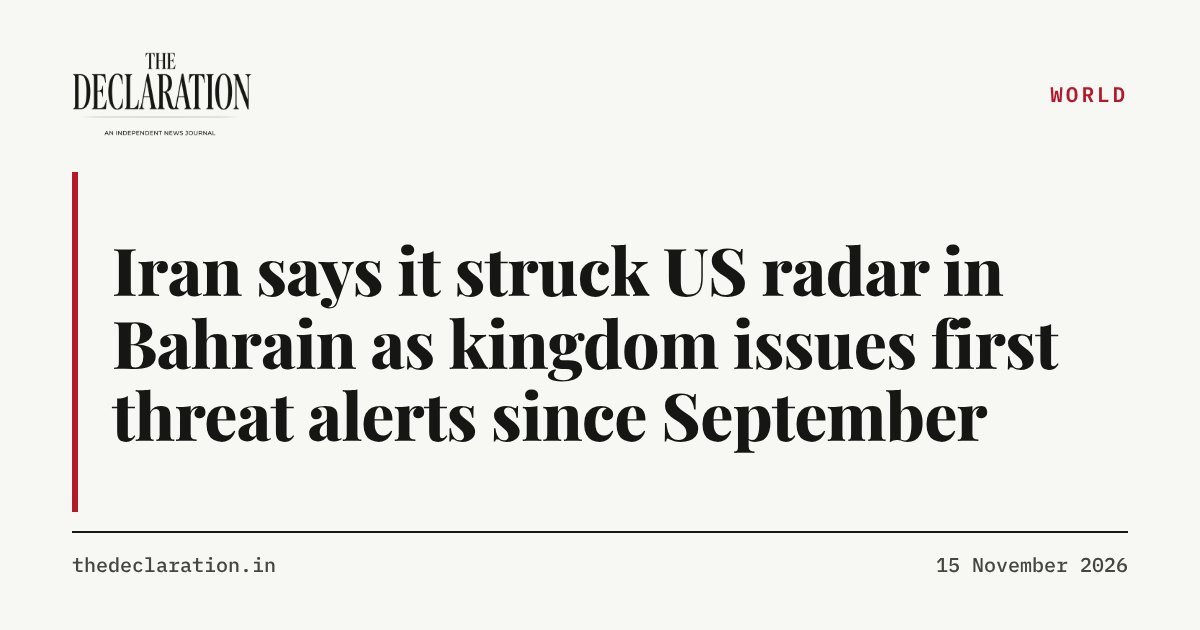 THE
DECLARATION
AN INDEPENDENT NEWS JOURNAL
WORLD
Iran says it struck US radar in
Bahrain as kingdom issues first
threat alerts since September
thedeclaration.in
15 November 2026